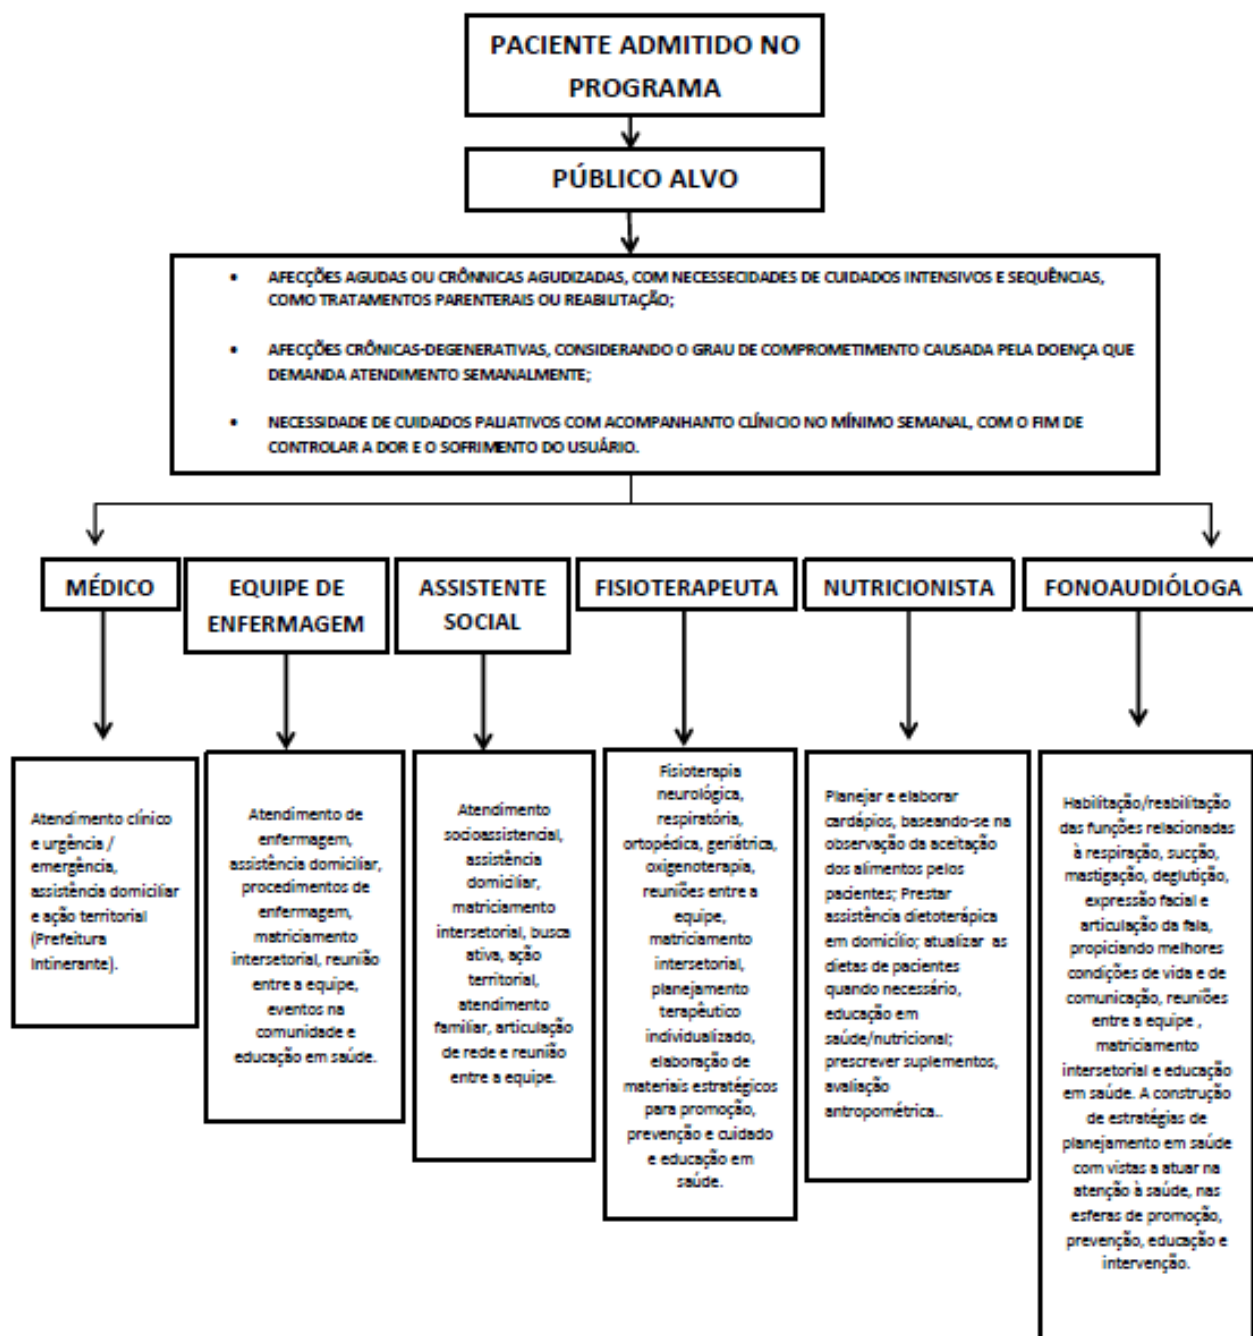 PACIENTE ADMITIDO NO
PROGRAMA
PÚBLICO ALVO
• AFECÇÕES AGUDAS OU CRÔNNICAS AGUDIZADAS, COM NECESSECIDADES DE CUIDADOS INTENSIVOS E SEQUÊNCIAS,
COMO TRATAMENTOS PARENTERAIS OU REABILITAÇÃO;
• AFECÇÕES CRÔNICAS-DEGENERATIVAS, CONSIDERANDO O GRAU DE COMPROMETIMENTO CAUSADA PELA DOENÇA QUE
DEMANDA ATENDIMENTO SEMANALMENTE;
• NECESSIDADE DE CUIDADOS PALIATIVOS COM ACOMPANHANTO CLÍNICIO NO MÍNIMO SEMANAL, COM O FIM DE
CONTROLAR A DOR E O SOFRIMENTO DO USUÁRIO.
MÉDICO
EQUIPE DE
ENFERMAGEM
ASSISTENTE
SOCIAL
FISIOTERAPEUTA
NUTRICIONISTA
FONOAUDIÓLOGA
Atendimento clínico
e urgência /
emergência,
assistência domiciliar
e ação territorial
(Prefeitura
Intinerante).
Atendimento de
enfermagem,
assistência domiciliar,
procedimentos de
enfermagem,
matriciamento
intersetorial, reunião
entre a equipe,
eventos na
comunidade e
educação em saúde.
Atendimento
socioassistencial,
assistência
domiciliar,
matriciamento
intersetorial, busca
ativa, ação
territorial,
atendimento
familiar, articulação
de rede e reunião
entre a equipe.
Fisioterapia
neurológica,
respiratória,
ortopédica, geriátrica,
oxigenoterapia,
reuniões entre a
equipe,
matriciamento
intersetorial,
planejamento
terapêutico
individualizado,
elaboração de
materiais estratégicos
para promoção,
prevenção e cuidado
e educação em
saúde.
Planejar e elaborar
cardápios, baseando-se na
observação da aceitação
dos alimentos pelos
pacientes; Prestar
assistência dietoterápica
em domicílio; atualizar as
dietas de pacientes
quando necessário,
educação em
saúde/nutricional;
prescrever suplementos,
avaliação
antropométrica..
Habilitação/reabilitação
das funções relacionadas
à respiração, sucção,
mastigação, deglutição,
expressão facial e
articulação da fala,
propiciando melhores
condições de vida e de
comunicação, reuniões
entre a equipe ,
matriciamento
intersetorial e educação
em saúde. A construção
de estratégias de
planejamento em saúde
com vistas a atuar na
atenção à saúde, nas
esferas de promoção,
prevenção, educação e
intervenção.